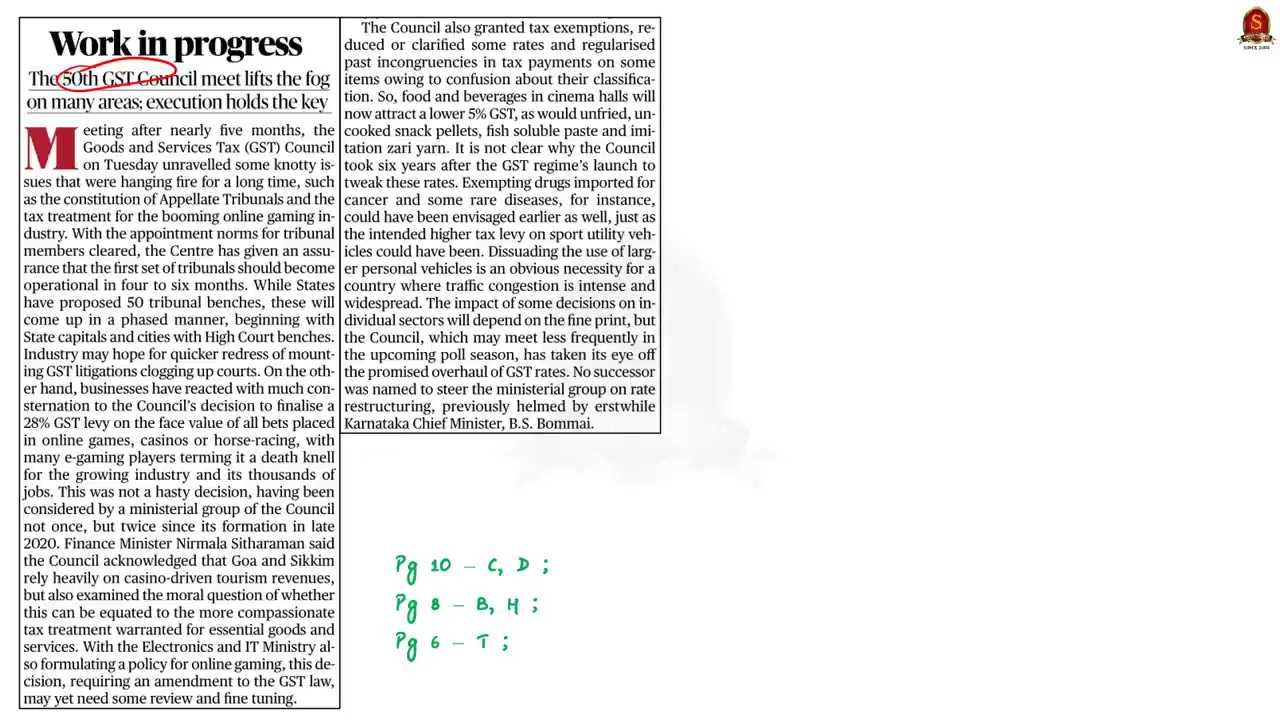 Work in progress
The 50th GST Council meet lifts the fog
on many areas; execution holds the key
Meeting after nearly five months, the
Goods and Services Tax (GST) Council
on Tuesday unravelled some knotty is-
sues that were hanging fire for a long time, such
as the constitution of Appellate Tribunals and the
tax treatment for the booming online gaming in-
dustry. With the appointment norms for tribunal
members cleared, the Centre has given an assu-
rance that the first set of tribunals should become
operational in four to six months. While States
have proposed 50 tribunal benches, these will
come up in a phased manner, beginning with
State capitals and cities with High Court benches.
Industry may hope for quicker redress of mount-
ing GST litigations clogging up courts. On the oth-
er hand, businesses have reacted with much con-
sternation to the Council's decision to finalise a
28% GST levy on the face value of all bets placed
in online games, casinos or horse-racing, with
many e-gaming players terming it a death knell
for the growing industry and its thousands of
jobs. This was not a hasty decision, having been
considered by a ministerial group of the Council
not once, but twice since its formation in late
2020. Finance Minister Nirmala Sitharaman said
the Council acknowledged that Goa and Sikkim
rely heavily on casino-driven tourism revenues,
but also examined the moral question of whether
this can be equated to the more compassionate
tax treatment warranted for essential goods and
services. With the Electronics and IT Ministry al-
so formulating a policy for online gaming, this de-
cision, requiring an amendment to the GST law,
may yet need some review and fine tuning.
The Council also granted tax exemptions, re-
duced or clarified some rates and regularised
past incongruencies in tax payments on some
items owing to confusion about their classifica-
tion. So, food and beverages in cinema halls will
now attract a lower 5% GST, as would unfried, un-
cooked snack pellets, fish soluble paste and imi-
tation zari yarn. It is not clear why the Council
took six years after the GST regime's launch to
tweak these rates. Exempting drugs imported for
cancer and some rare diseases, for instance,
could have been envisaged earlier as well, just as
the intended higher tax levy on sport utility veh-
icles could have been. Dissuading the use of larg-
er personal vehicles is an obvious necessity for a
country where traffic congestion is intense and
widespread. The impact of some decisions on in-
dividual sectors will depend on the fine print, but
the Council, which may meet less frequently in
the upcoming poll season, has taken its eye off
the promised overhaul of GST rates. No successor
was named to steer the ministerial group on rate
restructuring, previously helmed by erstwhile
Karnataka Chief Minister, B.S. Bommai.
Pg 10 – C, D ;
Pg 8 – B, H ;
Pg 6 – T ;
S
SINCE 2004